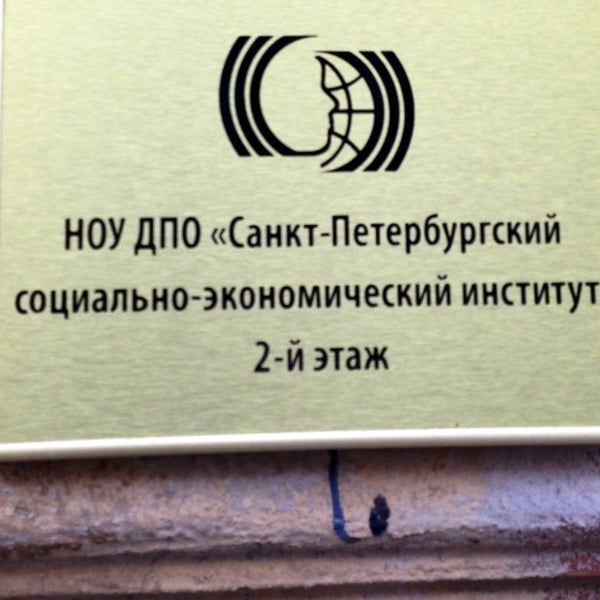 НОУ ДПО «Санкт-Петербургский
социально-экономический институт
2-й этаж